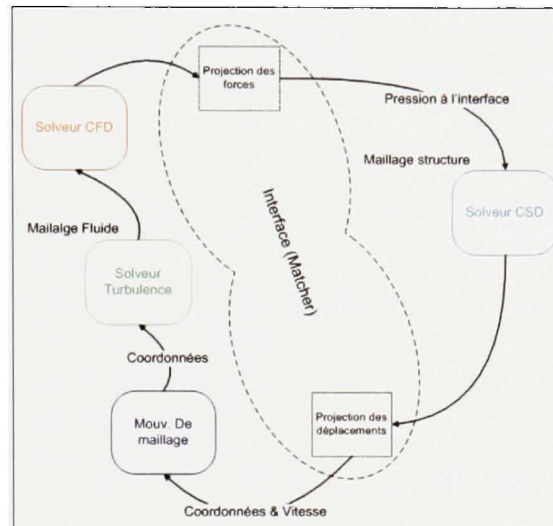 Projection des
forces
Pression à l'interface
Solveur CFD
Maillage structure
Solveur CSD
Interface (Matcher)
Mailalge Fluide
Solveur
Turbulence
Coordonnées
Mouv. De
maillage
Projection des
déplacements
Coordonnées & Vitesse